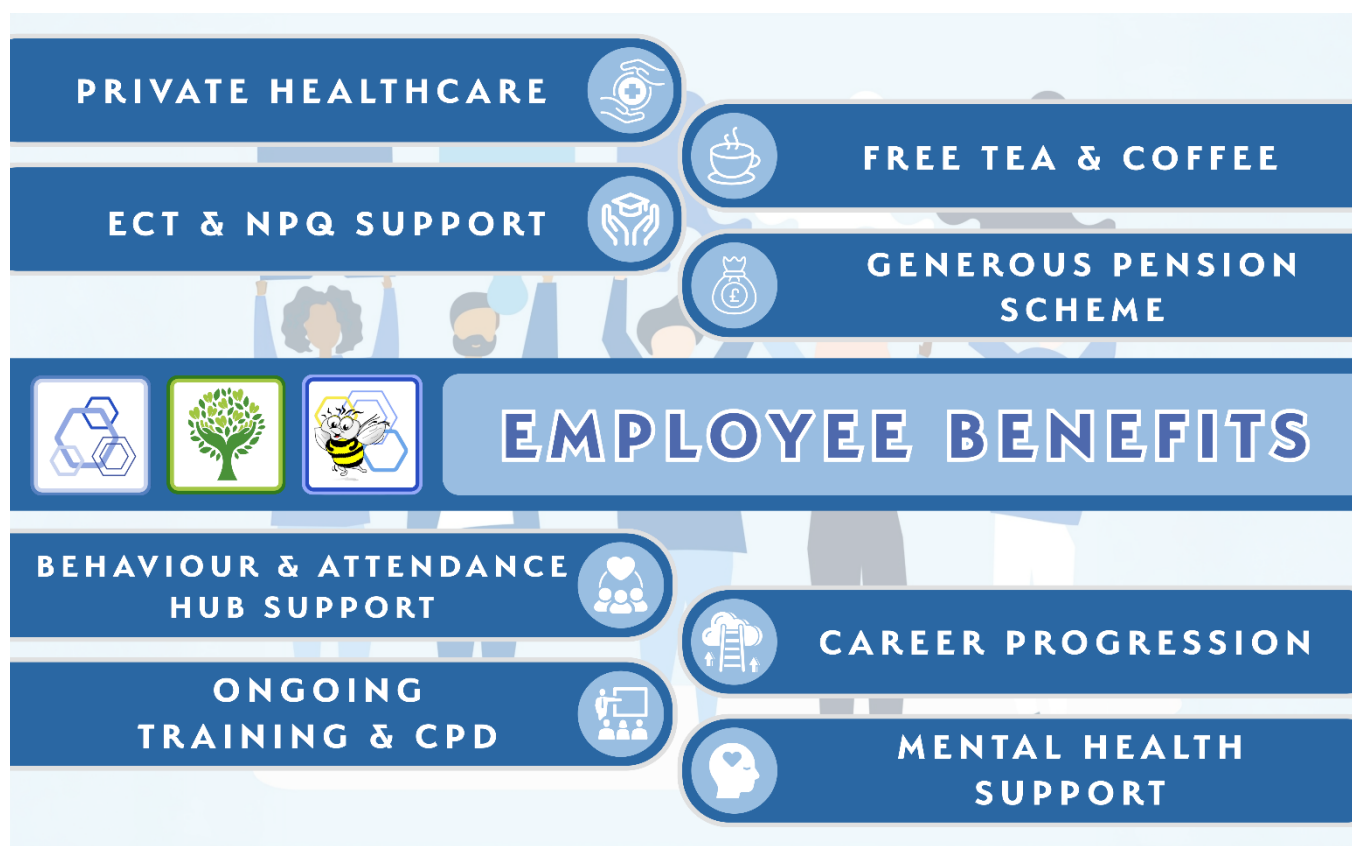 PRIVATE HEALTHCARE
FREE TEA & COFFEE
ECT & NPQ SUPPORT
GENEROUS PENSION
SCHEME
£
EMPLOYEE BENEFITS
BEHAVIOUR & ATTENDANCE
HUB SUPPORT
CAREER PROGRESSION
ONGOING
TRAINING & CPD
MENTAL HEALTH
SUPPORT